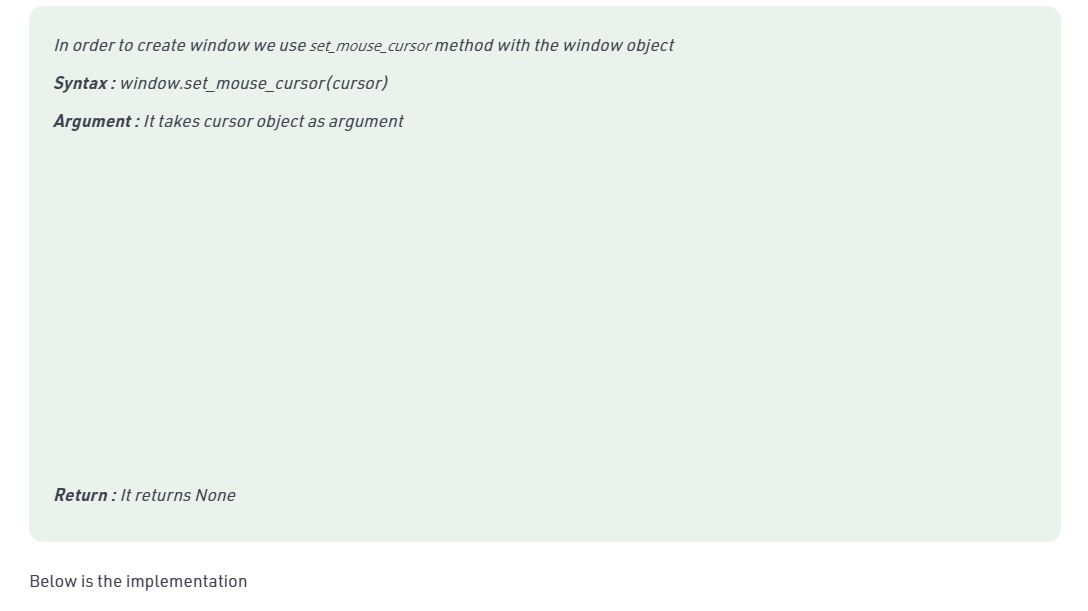 In order to create window we use set_mouse_cursor method with the window object
Syntax : window.set_mouse_cursor(cursor)
Argument : It takes cursor object as argument
Return : It returns None
Below is the implementation